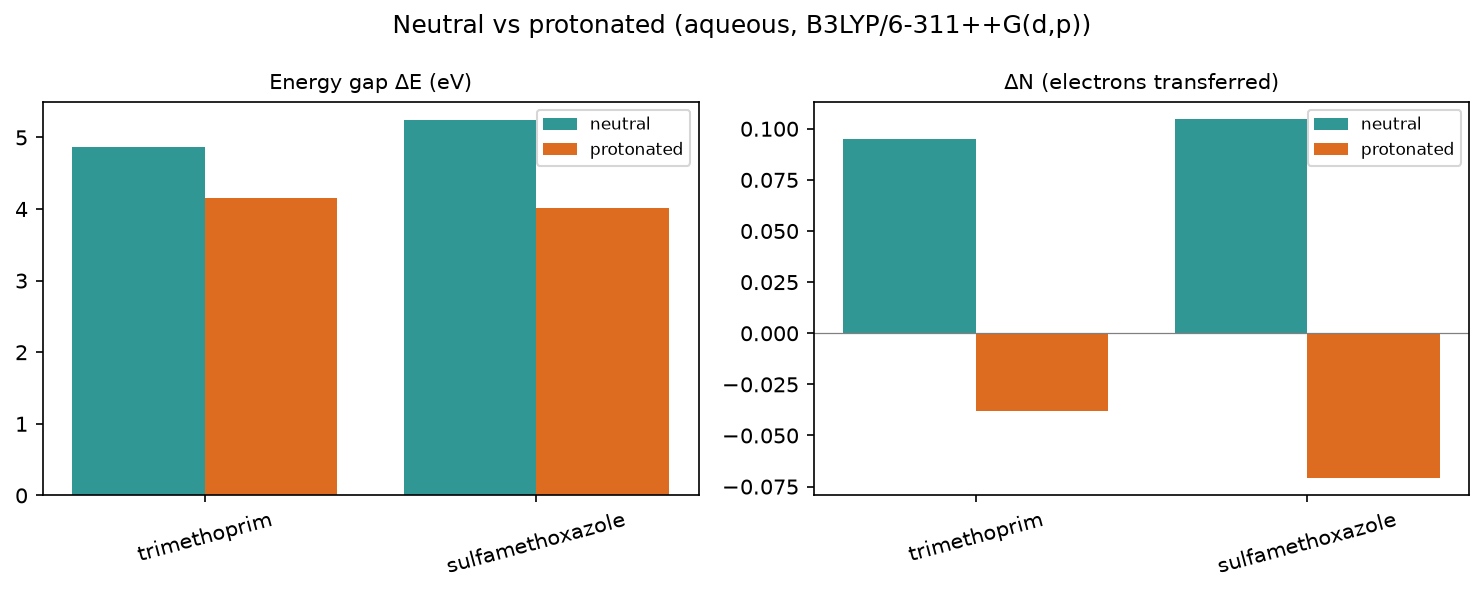 Neutral vs protonated (aqueous, B3LYP/6-311++G(d,p))
Energy gap ΔE (eV)
neutral
protonated
5
4
3
2
1
0
trimethoprim
sulfamethoxazole
ΔN (electrons transferred)
neutral
protonated
0.100
0.075
0.050
0.025
0.000
−0.025
−0.050
−0.075
trimethoprim
sulfamethoxazole